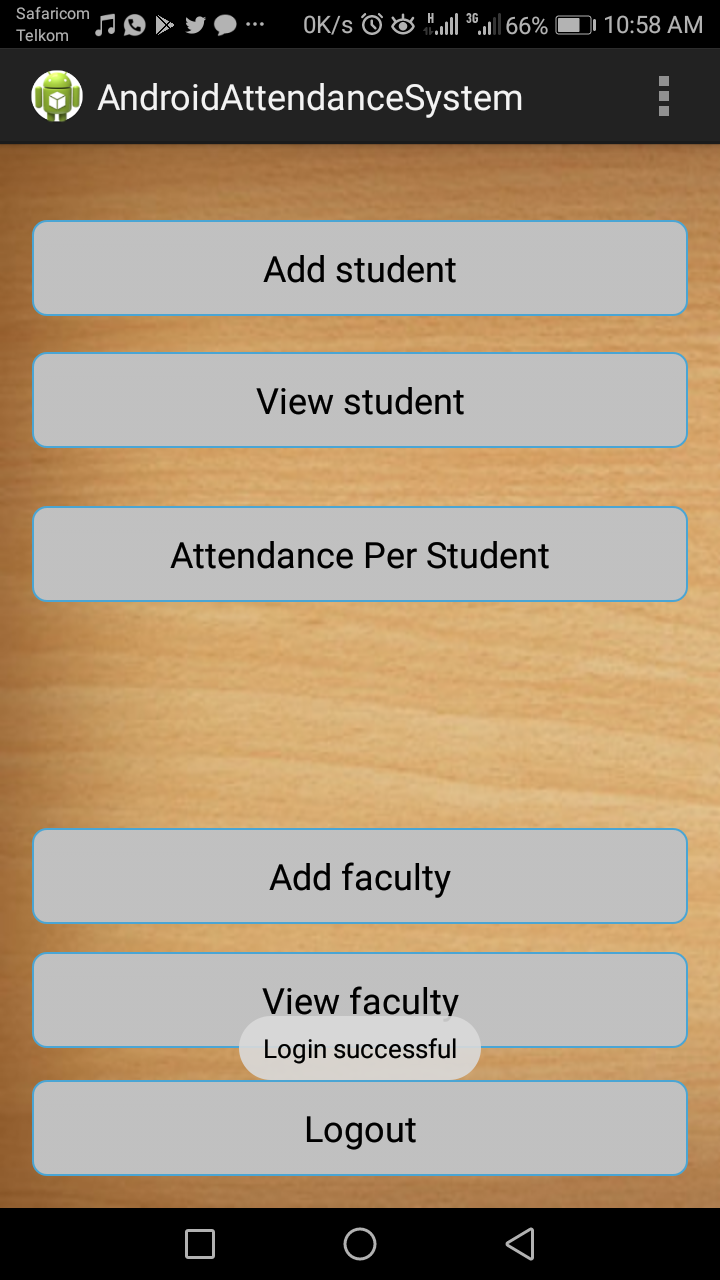 Safaricom
Telkom
0K/s
H
3G
66%
10:58 AM
AndroidAttendanceSystem
Add student
View student
Attendance Per Student
Add faculty
View faculty
Login successful
Logout